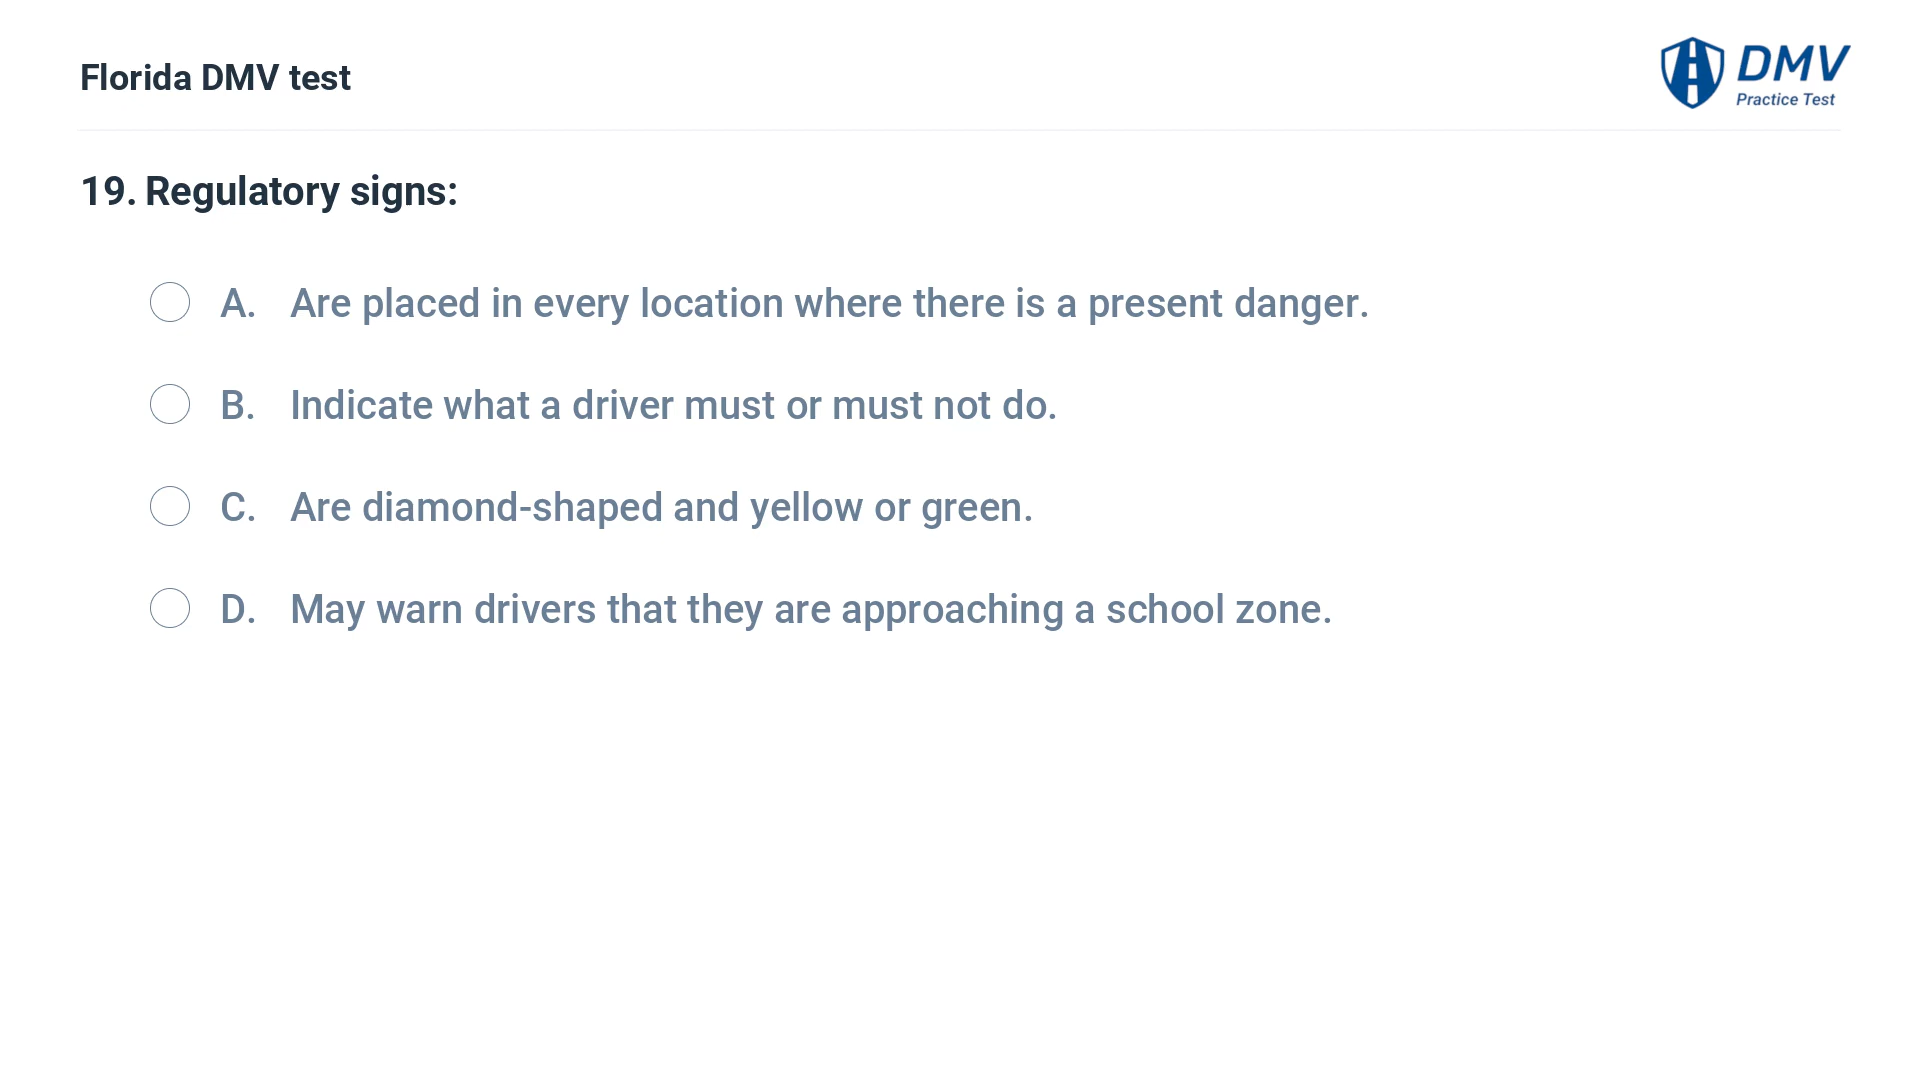 Florida DMV test
DMV
Practice Test
19. Regulatory signs:
A. Are placed in every location where there is a present danger.
B. Indicate what a driver must or must not do.
C. Are diamond-shaped and yellow or green.
D. May warn drivers that they are approaching a school zone.